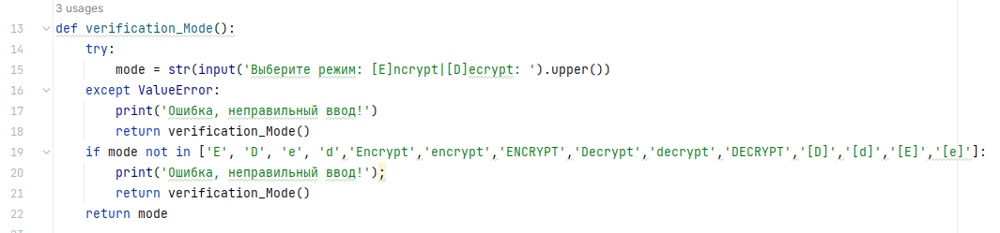 3 usages
13 def verification_Mode():
14     try:
15         mode = str(input('Выберите режим: [E]ncrypt|[D]ecrypt: ').upper())
16     except ValueError:
17         print('Ошибка, неправильный ввод!')
18         return verification_Mode()
19     if mode not in ['E', 'D', 'e', 'd','Encrypt','encrypt','ENCRYPT','Decrypt','decrypt','DECRYPT','[D]','[d]','[E]','[e]']:
20         print('Ошибка, неправильный ввод!');
21         return verification_Mode()
22     return mode